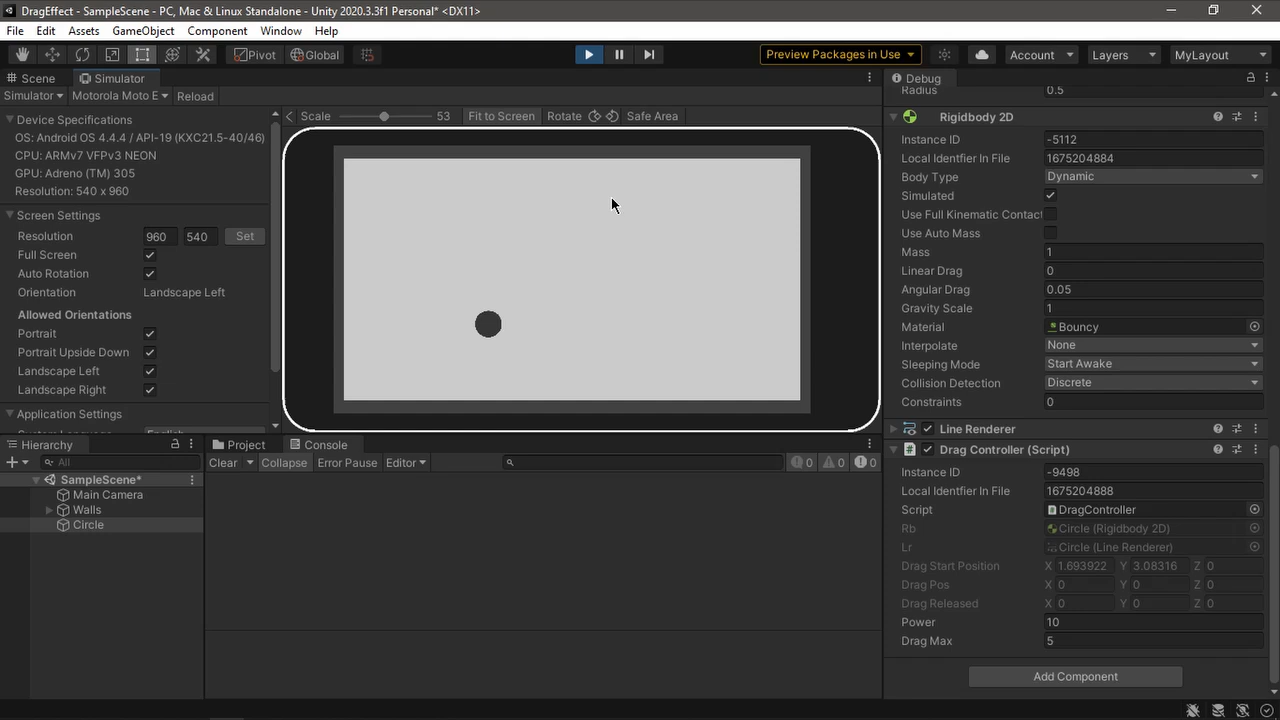 DragEffect - SampleScene - PC, Mac & Linux Standalone - Unity 2020.3.3f1 Personal* <DX11>
File Edit Assets GameObject Component Window Help
Pivot Global Preview Packages in Use Account Layers MyLayout
Scene Simulator
Simulator Motorola Moto E Reload
Scale 53 Fit to Screen Rotate Safe Area
Device Specifications
OS: Android OS 4.4.4 / API-19 (KXC21.5-40/46)
CPU: ARMv7 VFPv3 NEON
GPU: Adreno (TM) 305
Resolution: 540 x 960
Screen Settings
Resolution 960 540 Set
Full Screen
Auto Rotation
Orientation Landscape Left
Allowed Orientations
Portrait
Portrait Upside Down
Landscape Left
Landscape Right
Application Settings
Hierarchy
All
SampleScene*
Main Camera
Walls
Circle
Project Console
Clear Collapse Error Pause Editor 0 0 0
Debug
Radius 0.5
Rigidbody 2D
Instance ID -5112
Local Identfier In File 1675204884
Body Type Dynamic
Simulated
Use Full Kinematic Contact
Use Auto Mass
Mass 1
Linear Drag 0
Angular Drag 0.05
Gravity Scale 1
Material Bouncy
Interpolate None
Sleeping Mode Start Awake
Collision Detection Discrete
Constraints 0
Line Renderer
Drag Controller (Script)
Instance ID -9498
Local Identfier In File 1675204888
Script DragController
Rb Circle (Rigidbody 2D)
Lr Circle (Line Renderer)
Drag Start Position X 1.693922 Y 3.08316 Z 0
Drag Pos X 0 Y 0 Z 0
Drag Released X 0 Y 0 Z 0
Power 10
Drag Max 5
Add Component